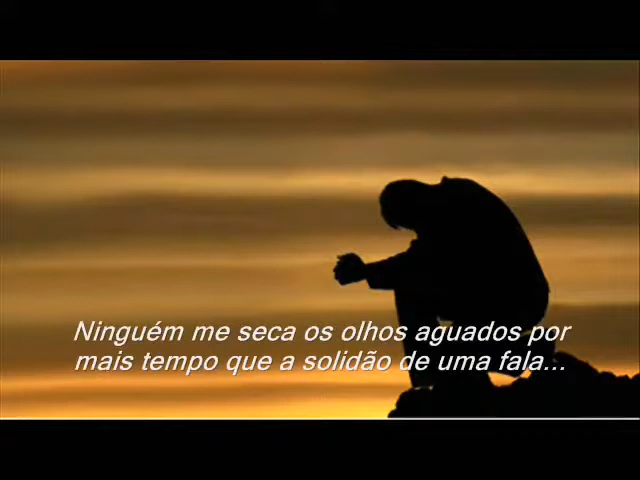 Ninguém me seca os olhos aguados por
mais tempo que a solidão de uma fala...